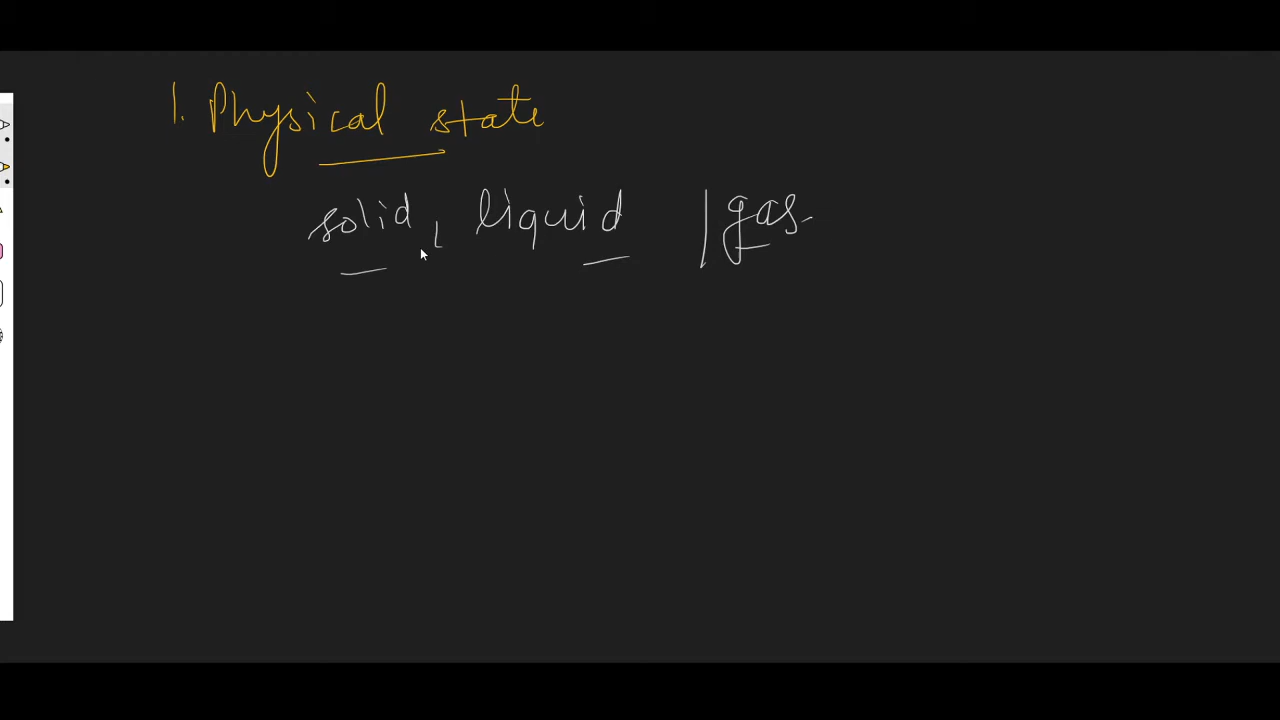 1. Physical state
solid, liquid | gas.